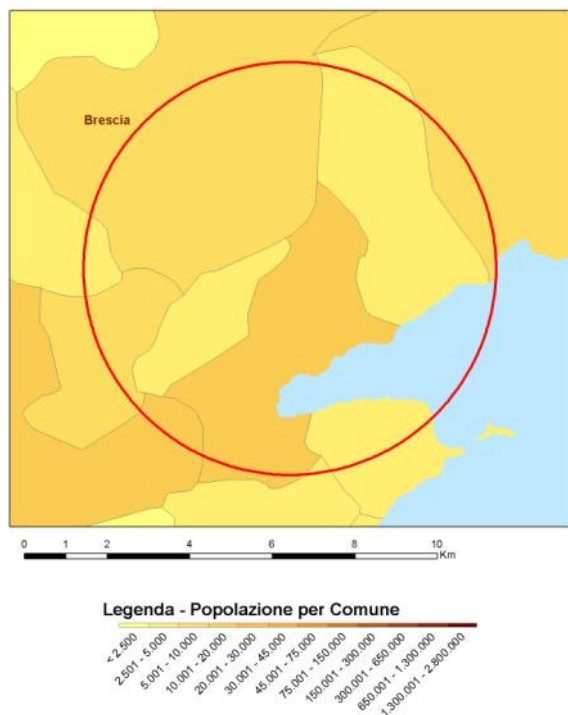 Brescia
0 1 2 4 6 8 10
Km
Legenda - Popolazione per Comune
< 2.500
2.501 - 5.000
5.001 - 10.000
10.001 - 20.000
20.001 - 30.000
30.001 - 45.000
45.001 - 75.000
75.001 - 150.000
150.001 - 300.000
300.001 - 650.000
650.001 - 1.300.000
1.300.001 - 2.800.000